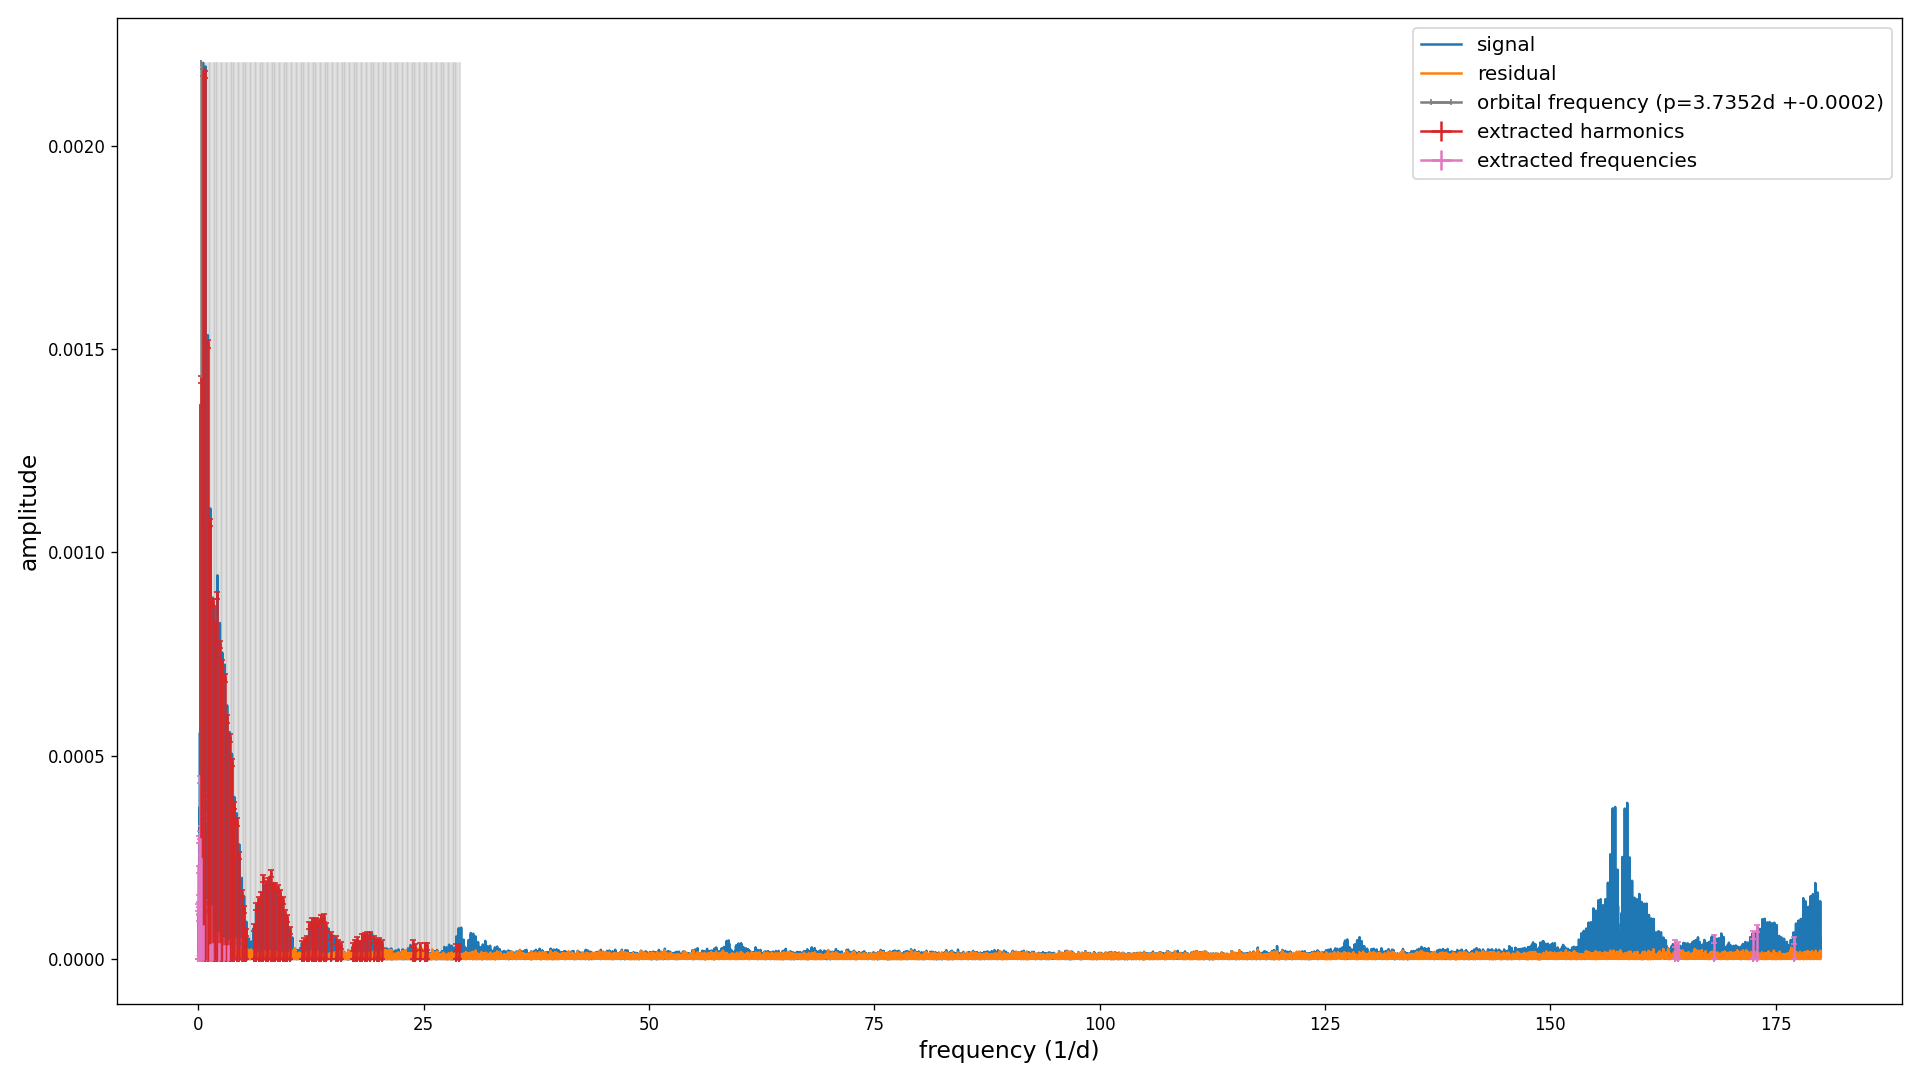 signal
residual
orbital frequency (p=3.7352d +-0.0002)
extracted harmonics
extracted frequencies
amplitude
0.0020
0.0015
0.0010
0.0005
0.0000
0 25 50 75 100 125 150 175
frequency (1/d)